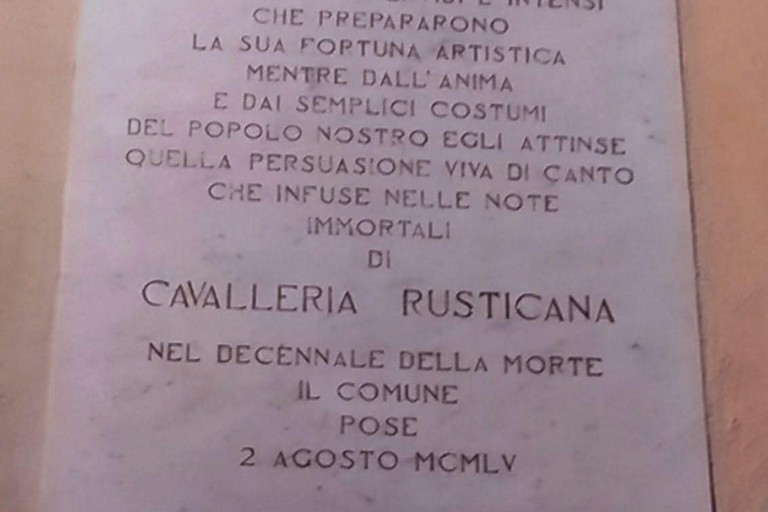 E INTENSI
CHE PREPARARONO
LA SUA FORTUNA ARTISTICA
MENTRE DALL'ANIMA
E DAI SEMPLICI COSTUMI
DEL POPOLO NOSTRO EGLI ATTINSE
QUELLA PERSUASIONE VIVA DI CANTO
CHE INFUSE NELLE NOTE
IMMORTALI
DI
CAVALLERIA RUSTICANA
NEL DECENNALE DELLA MORTE
IL COMUNE
POSE
2 AGOSTO MCMLV